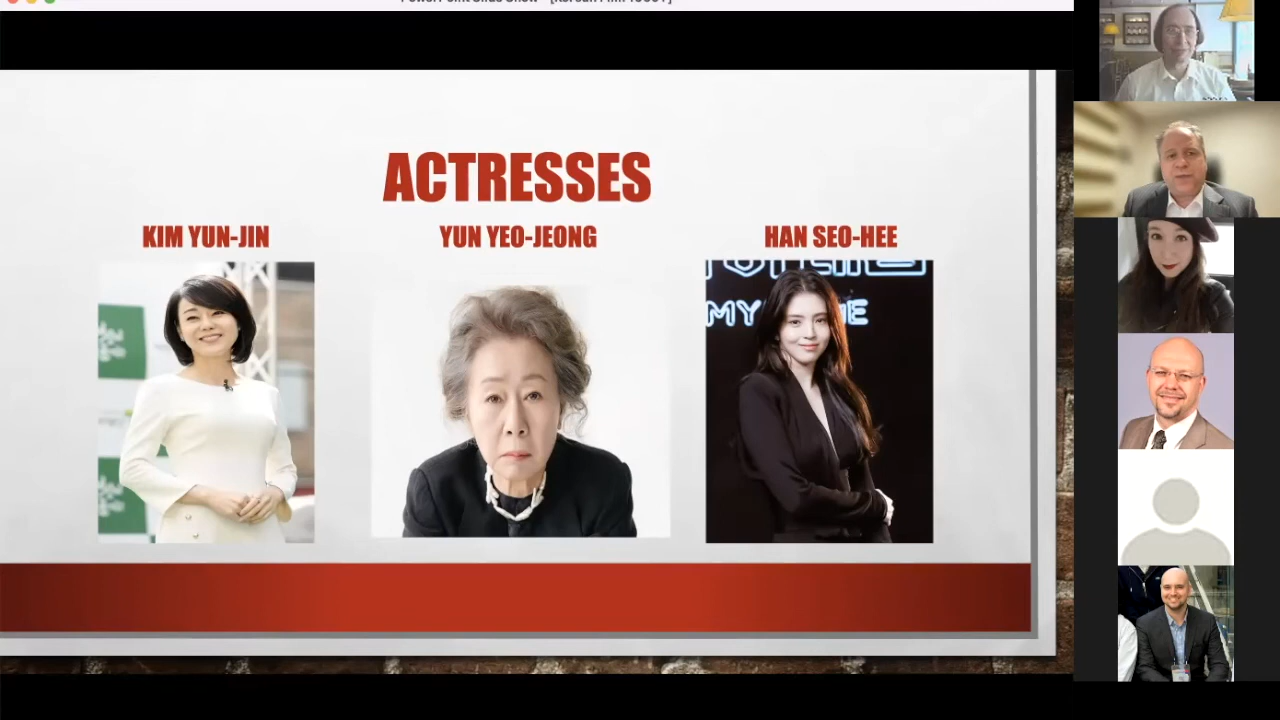 ACTRESSES
KIM YUN-JIN
YUN YEO-JEONG
HAN SEO-HEE